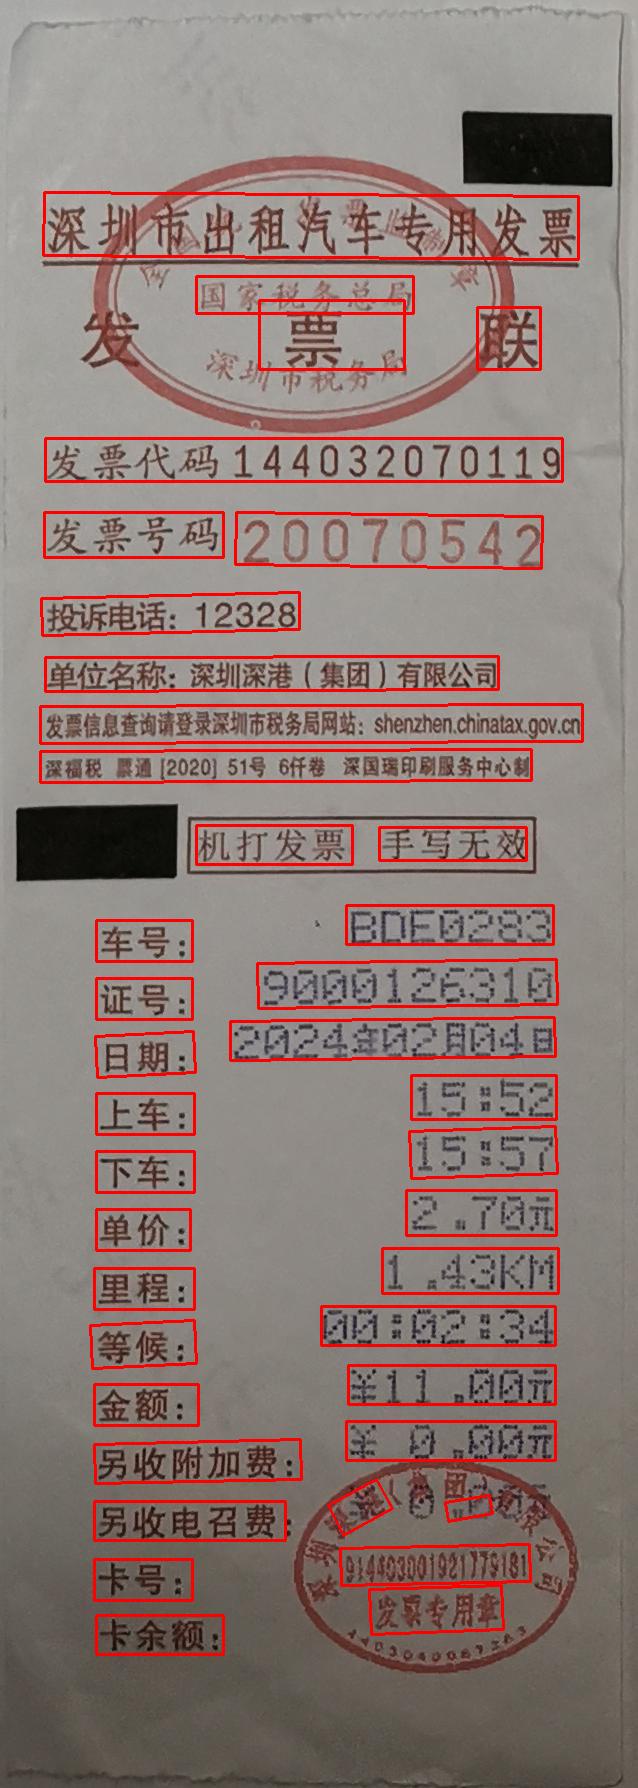 深圳市出租汽车专用发票
国家税务总局
发票联
深圳市税务局
发票代码 144032070119
发票号码 20070542
投诉电话：12328
单位名称：深圳深港（集团）有限公司
发票信息查询请登录深圳市税务局网站：shenzhen.chinatax.gov.cn
深福税 票通 [2020] 51号 6仟卷 深国瑞印刷服务中心制
机打发票 手写无效
车号： BDE0283
证号： 9000126310
日期： 2024年02月04日
上车： 15:52
下车： 15:57
单价： 2.70元
里程： 1.43KM
等候： 00:02:34
金额： ¥11.00元
另收附加费： ¥ 0.00元
另收电召费：
深圳深港（集团）有限公司
卡号： 914403001921779181
发票专用章
卡余额：